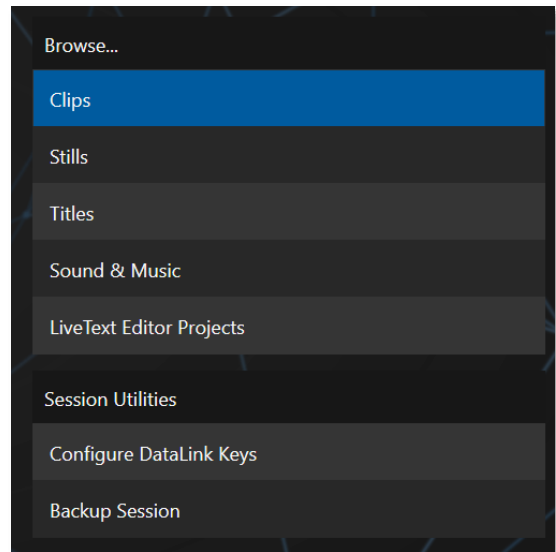 Browse...
Clips
Stills
Titles
Sound & Music
LiveText Editor Projects
Session Utilities
Configure DataLink Keys
Backup Session